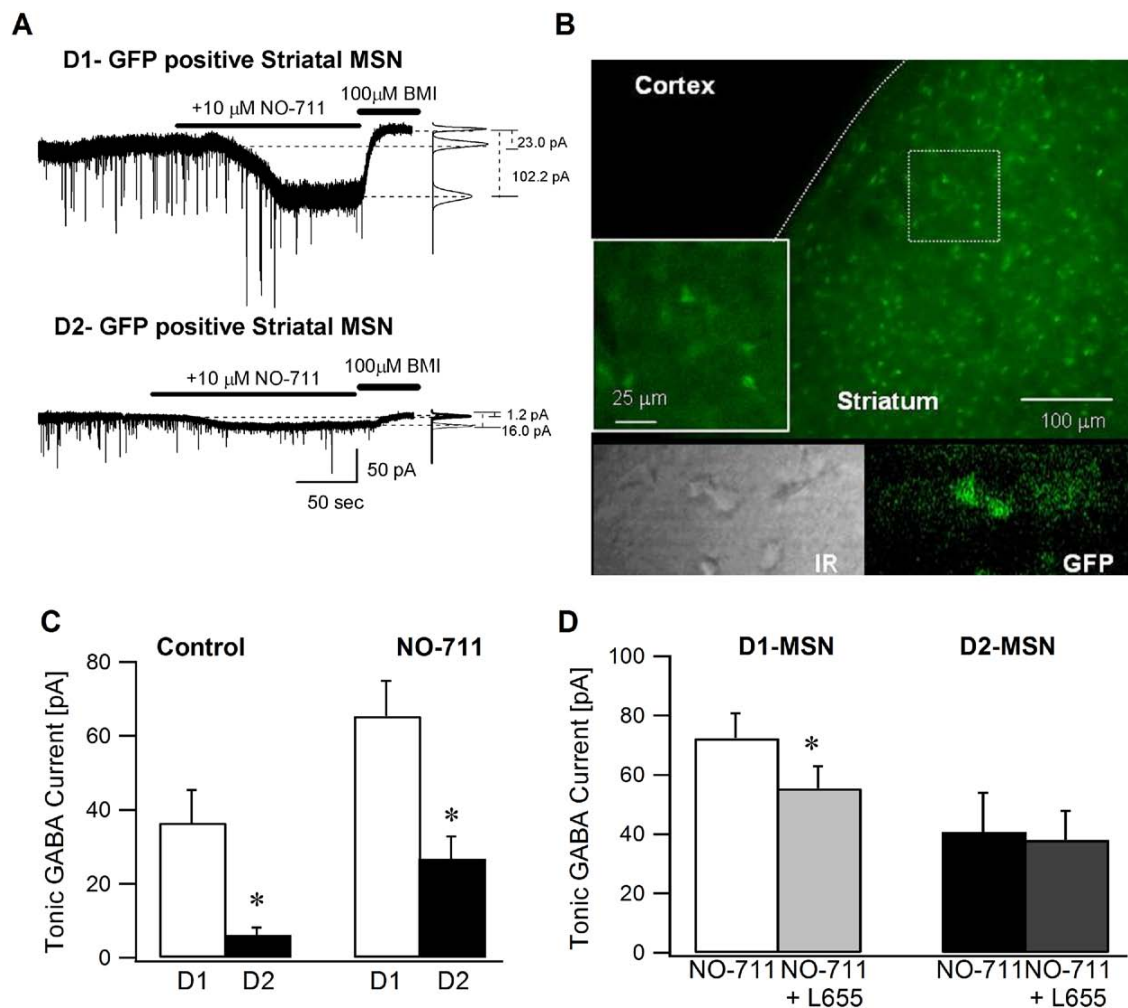 A
D1- GFP positive Striatal MSN
+10 μM NO-711
100μM BMI
23.0 pA
102.2 pA
D2- GFP positive Striatal MSN
+10 μM NO-711
100μM BMI
1.2 pA
16.0 pA
50 pA
50 sec
B
Cortex
25 μm
Striatum
100 μm
IR
GFP
C
Control
NO-711
Tonic GABA Current [pA]
80
60
40
20
0
*
*
D1
D2
D1
D2
D
D1-MSN
D2-MSN
Tonic GABA Current [pA]
100
80
60
40
20
0
*
NO-711
NO-711
+ L655
NO-711
NO-711
+ L655